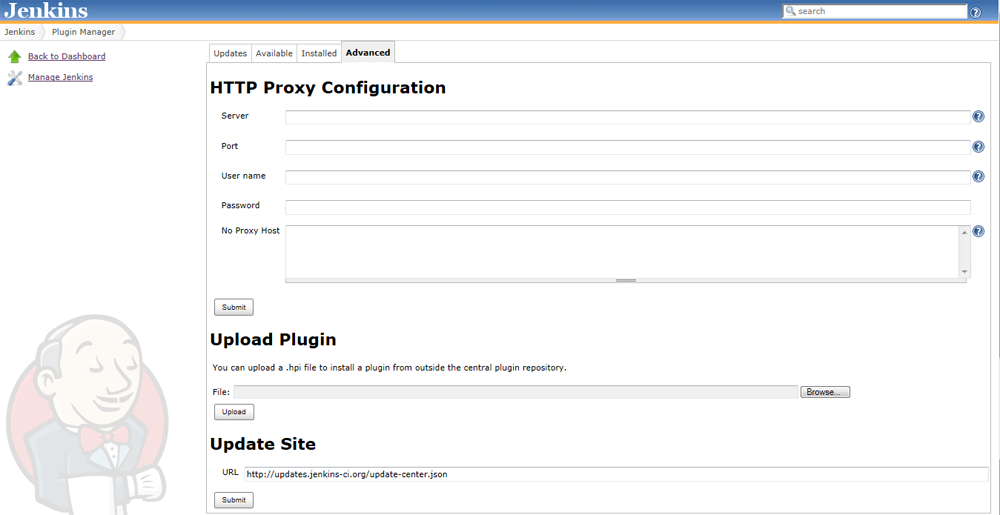 Jenkins
search
Jenkins Plugin Manager
Back to Dashboard
Manage Jenkins
Updates Available Installed Advanced
HTTP Proxy Configuration
Server
Port
User name
Password
No Proxy Host
Submit
Upload Plugin
You can upload a .hpi file to install a plugin from outside the central plugin repository.
File: Browse...
Upload
Update Site
URL http://updates.jenkins-ci.org/update-center.json
Submit